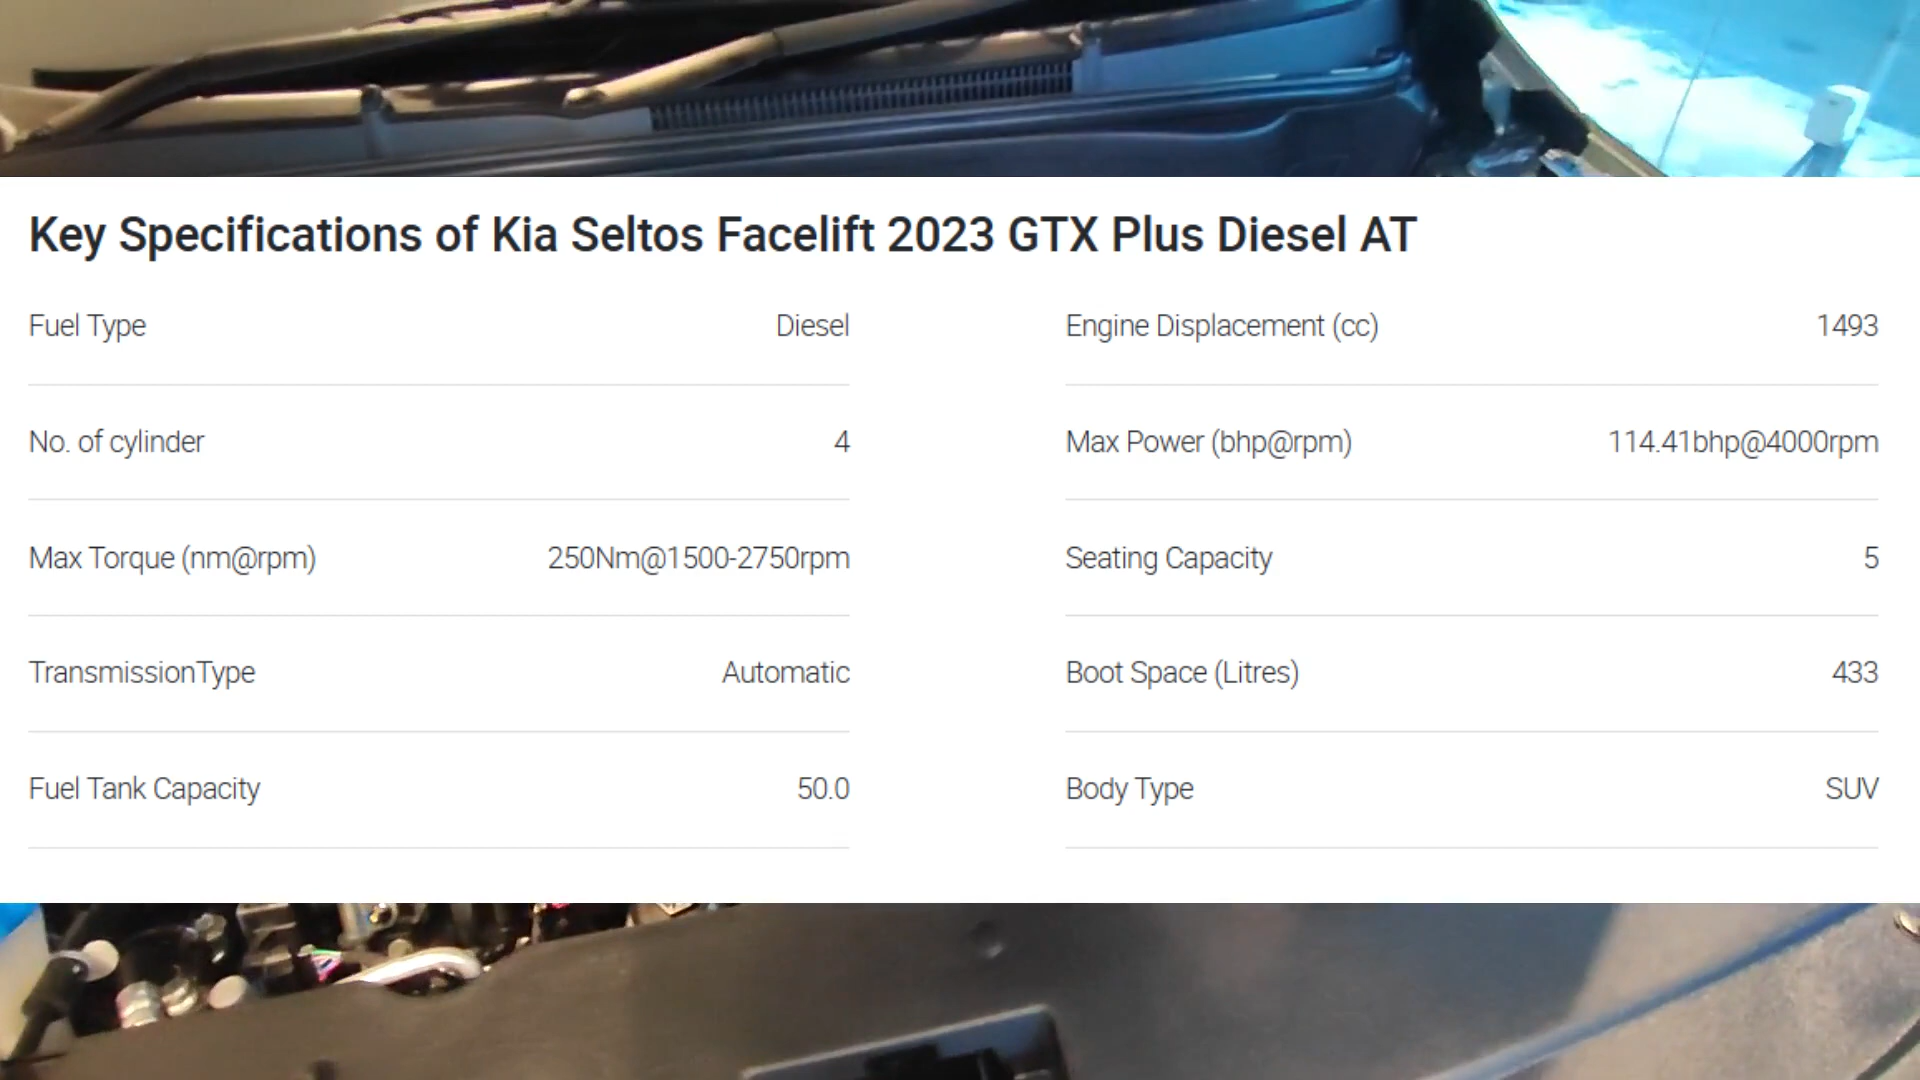 Key Specifications of Kia Seltos Facelift 2023 GTX Plus Diesel AT
Fuel Type Diesel
Engine Displacement (cc) 1493
No. of cylinder 4
Max Power (bhp@rpm) 114.41bhp@4000rpm
Max Torque (nm@rpm) 250Nm@1500-2750rpm
Seating Capacity 5
TransmissionType Automatic
Boot Space (Litres) 433
Fuel Tank Capacity 50.0
Body Type SUV